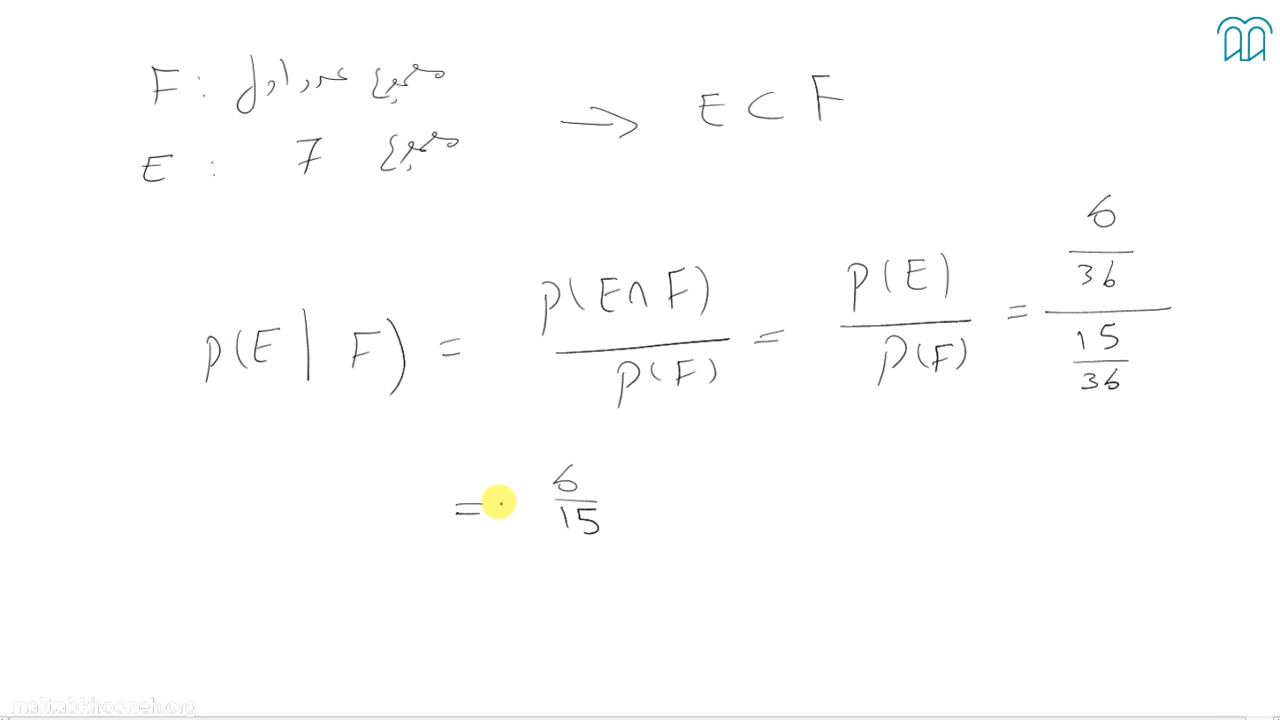 F: مجموع عدد اول
E: مجموع 7
→ E ⊂ F
P(E | F) = P(E∩F) / P(F) = P(E) / P(F) = (6/36) / (15/36)
= 6/15
maktabkhooneh.org